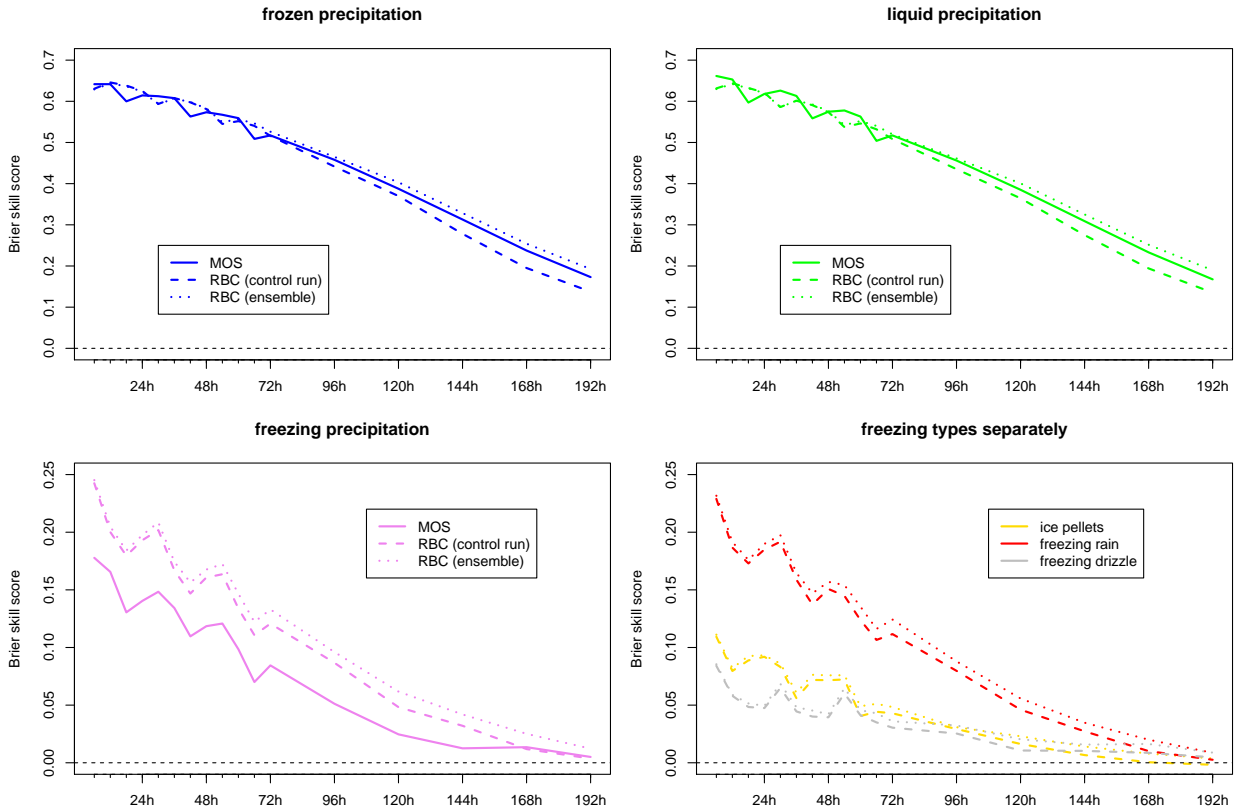 frozen precipitation
Brier skill score
0.7
0.6
0.5
0.4
0.3
0.2
0.1
0.0
MOS
RBC (control run)
RBC (ensemble)
24h 48h 72h 96h 120h 144h 168h 192h
liquid precipitation
Brier skill score
0.7
0.6
0.5
0.4
0.3
0.2
0.1
0.0
MOS
RBC (control run)
RBC (ensemble)
24h 48h 72h 96h 120h 144h 168h 192h
freezing precipitation
Brier skill score
0.25
0.20
0.15
0.10
0.05
0.00
MOS
RBC (control run)
RBC (ensemble)
24h 48h 72h 96h 120h 144h 168h 192h
freezing types separately
Brier skill score
0.25
0.20
0.15
0.10
0.05
0.00
ice pellets
freezing rain
freezing drizzle
24h 48h 72h 96h 120h 144h 168h 192h